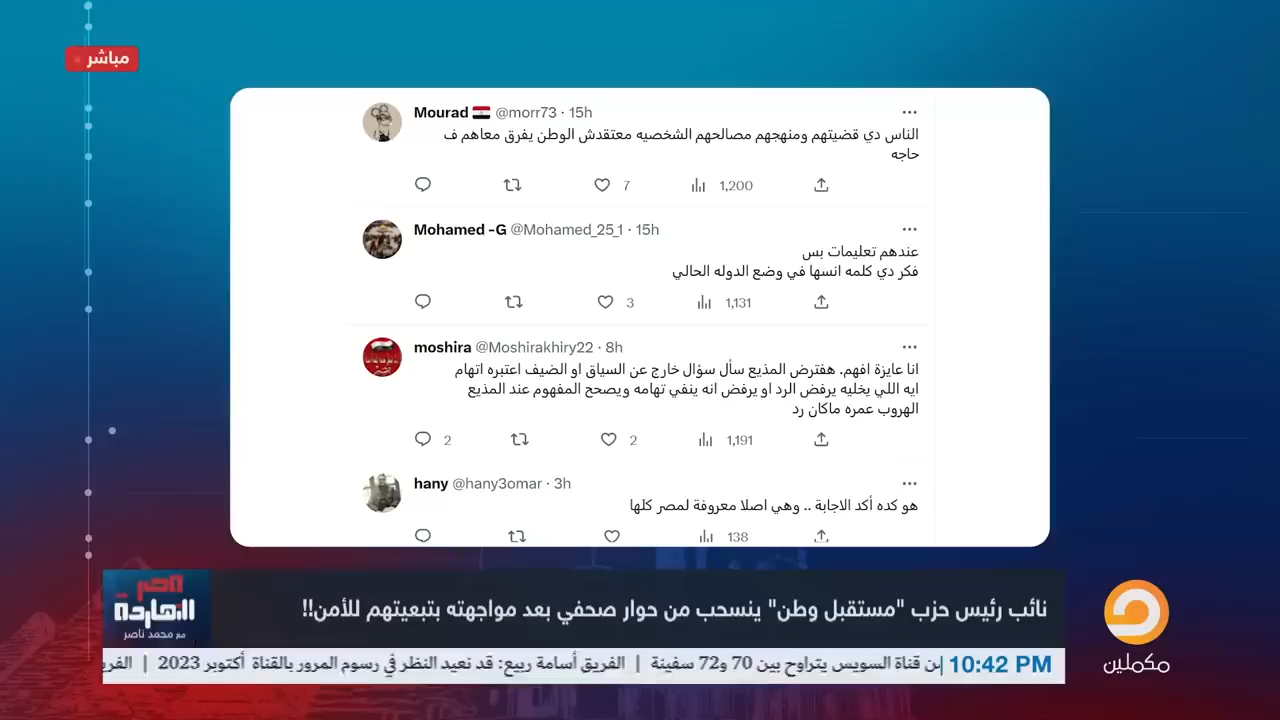 مباشر
Mourad 🇪🇬 @morr73 · 15h
الناس دي قضيتهم ومنهجهم مصالحهم الشخصيه معتقدش الوطن يفرق معاهم ف
حاجه
7 1,200
Mohamed -G @Mohamed_25_1 · 15h
عندهم تعليمات بس
فكر دي كلمه انسها في وضع الدوله الحالي
3 1,131
moshira @Moshirakhiry22 · 8h
انا عايزة افهم. هفترض المذيع سأل سؤال خارج عن السياق او الضيف اعتبره اتهام
ايه اللي يخليه يرفض الرد او يرفض انه ينفي تهامه ويصحح المفهوم عند المذيع
الهروب عمره ماكان رد
2 2 1,191
hany @hany3omar · 3h
هو كده أكد الاجابة .. وهي اصلا معروفة لمصر كلها
138
مصر
النهاردة
مع محمد ناصر
نائب رئيس حزب "مستقبل وطن" ينسحب من حوار صحفي بعد مواجهته بتبعيتهم للأمن!!
مكملين
10:42 PM
ن قناة السويس يتراوح بين 70 و72 سفينة | الفريق أسامة ربيع: قد نعيد النظر في رسوم المرور بالقناة أكتوبر 2023 | الفري